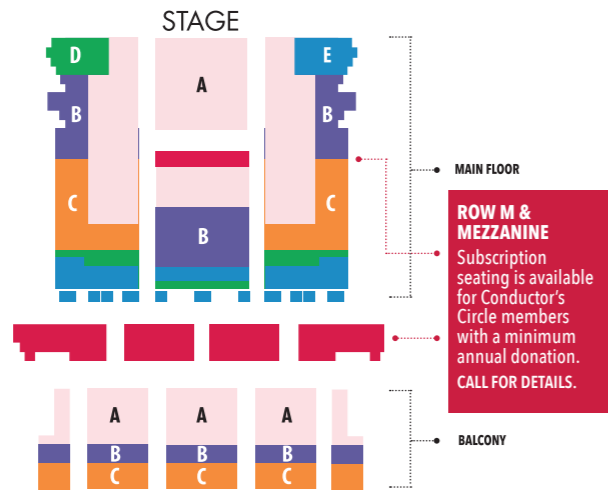 STAGE
D
E
A
B
B
C
C
B
MAIN FLOOR
ROW M &
MEZZANINE
Subscription
seating is available
for Conductor's
Circle members
with a minimum
annual donation.
CALL FOR DETAILS.
A A A
B B B
C C C
BALCONY